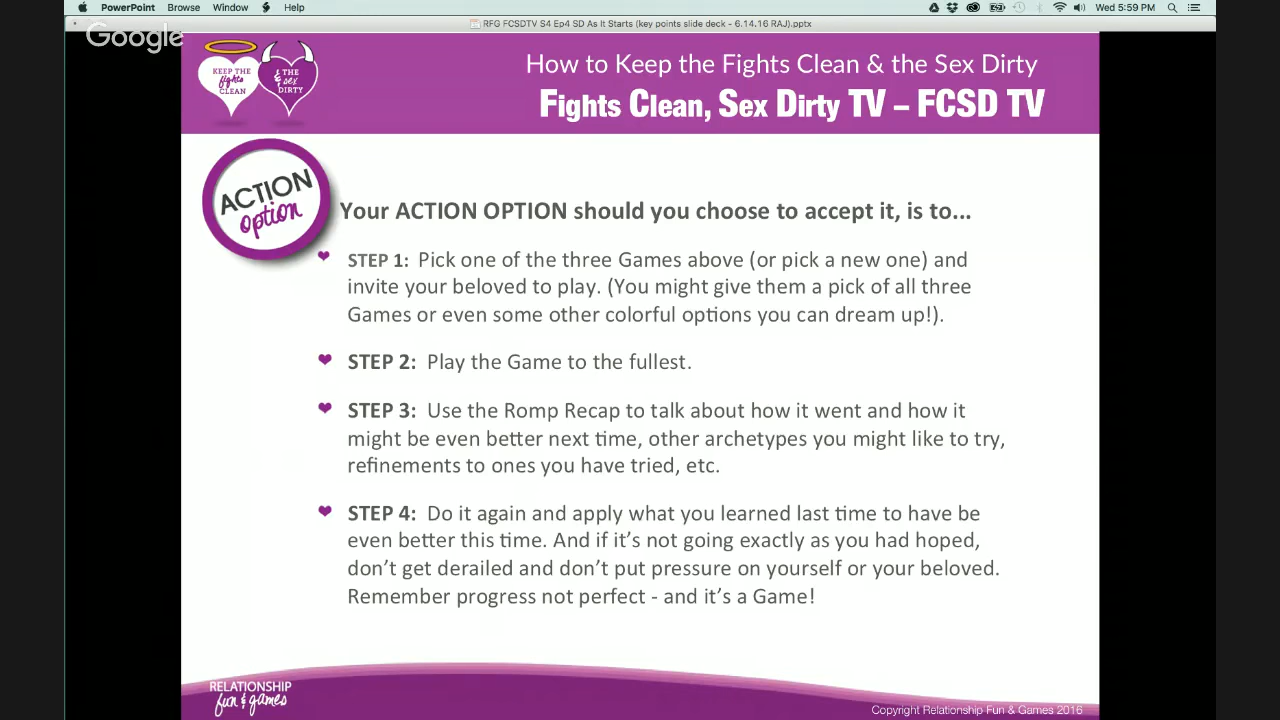 PowerPoint Browse Window Help Wed 5:59 PM
RFG FCSDTV S4 Ep4 SD As It Starts (key points slide deck - 6.14.16 RAJ).pptx
Google
KEEP THE
fights
CLEAN
& THE
sex
DIRTY
How to Keep the Fights Clean & the Sex Dirty
Fights Clean, Sex Dirty TV – FCSD TV
ACTION
option
Your ACTION OPTION should you choose to accept it, is to...
STEP 1: Pick one of the three Games above (or pick a new one) and
invite your beloved to play. (You might give them a pick of all three
Games or even some other colorful options you can dream up!).
STEP 2: Play the Game to the fullest.
STEP 3: Use the Romp Recap to talk about how it went and how it
might be even better next time, other archetypes you might like to try,
refinements to ones you have tried, etc.
STEP 4: Do it again and apply what you learned last time to have be
even better this time. And if it’s not going exactly as you had hoped,
don’t get derailed and don’t put pressure on yourself or your beloved.
Remember progress not perfect - and it’s a Game!
RELATIONSHIP
fun & games
Copyright Relationship Fun & Games 2016